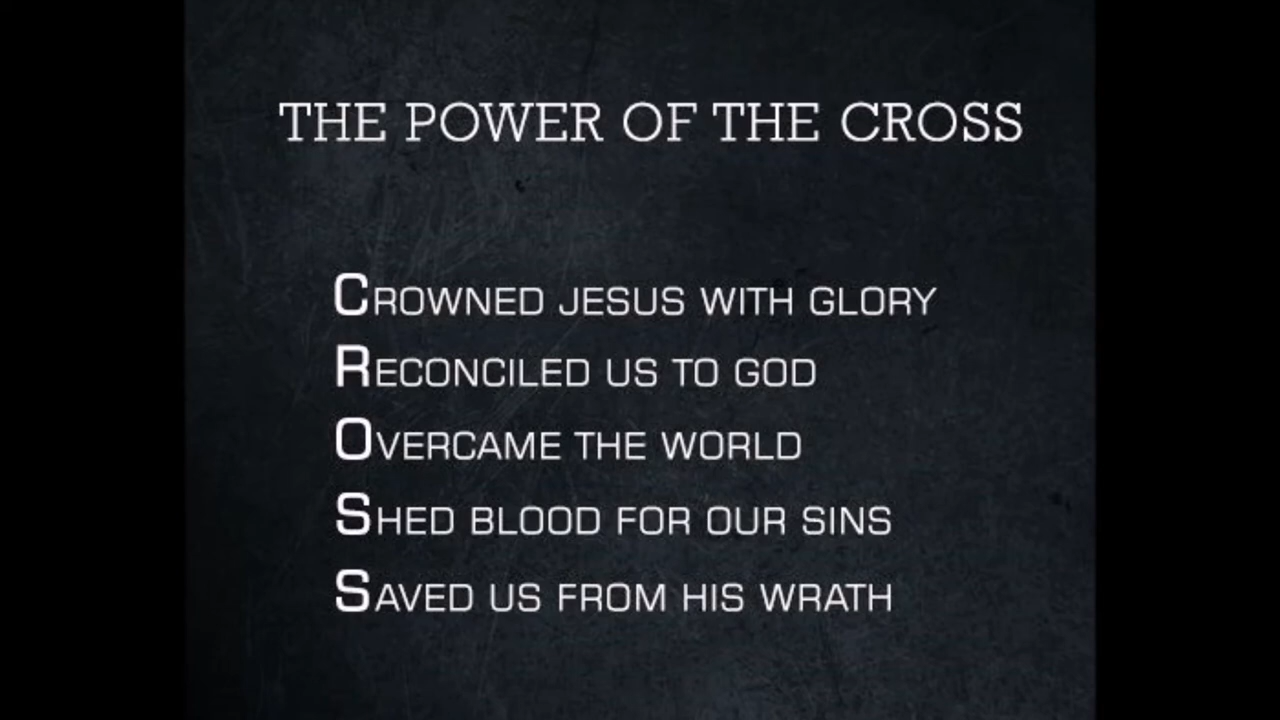 THE POWER OF THE CROSS
CROWNED JESUS WITH GLORY
RECONCILED US TO GOD
OVERCAME THE WORLD
SHED BLOOD FOR OUR SINS
SAVED US FROM HIS WRATH